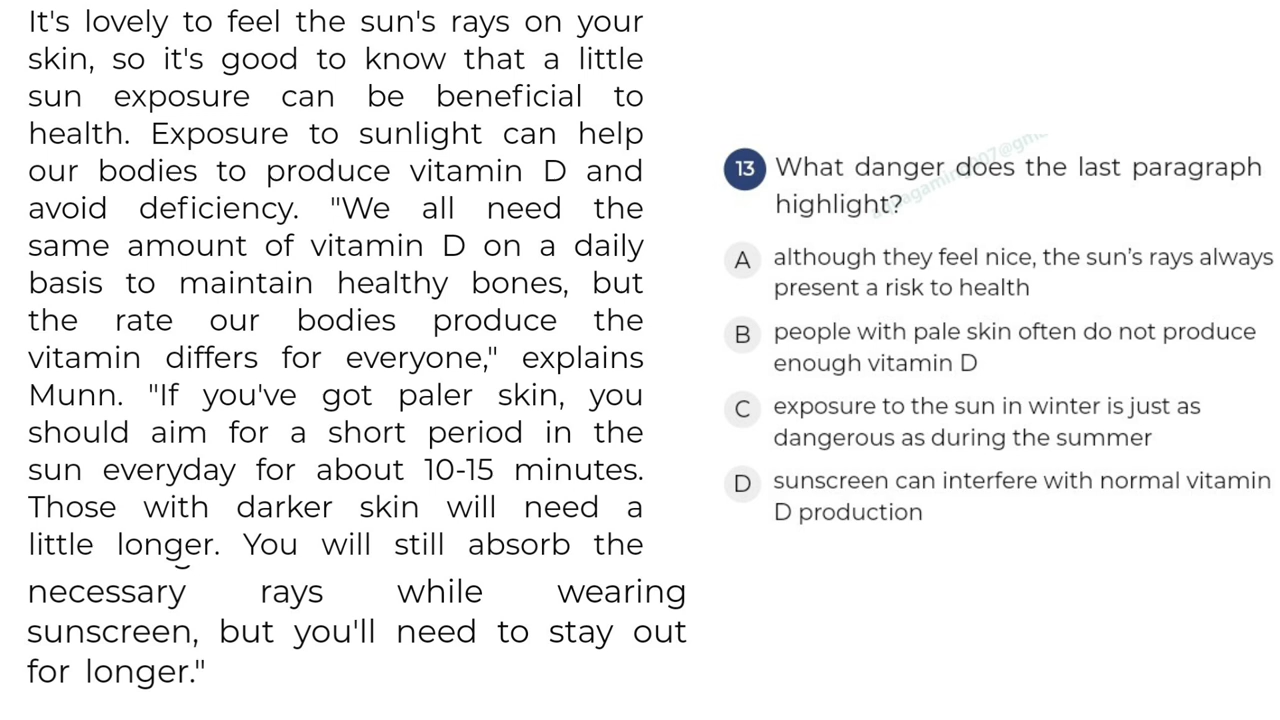 It's lovely to feel the sun's rays on your
skin, so it's good to know that a little
sun exposure can be beneficial to
health. Exposure to sunlight can help
our bodies to produce vitamin D and
avoid deficiency. "We all need the
same amount of vitamin D on a daily
basis to maintain healthy bones, but
the rate our bodies produce the
vitamin differs for everyone," explains
Munn. "If you've got paler skin, you
should aim for a short period in the
sun everyday for about 10-15 minutes.
Those with darker skin will need a
little longer. You will still absorb the
necessary rays while wearing
sunscreen, but you'll need to stay out
for longer."
13 What danger does the last paragraph
highlight?
A although they feel nice, the sun's rays always
present a risk to health
B people with pale skin often do not produce
enough vitamin D
C exposure to the sun in winter is just as
dangerous as during the summer
D sunscreen can interfere with normal vitamin
D production